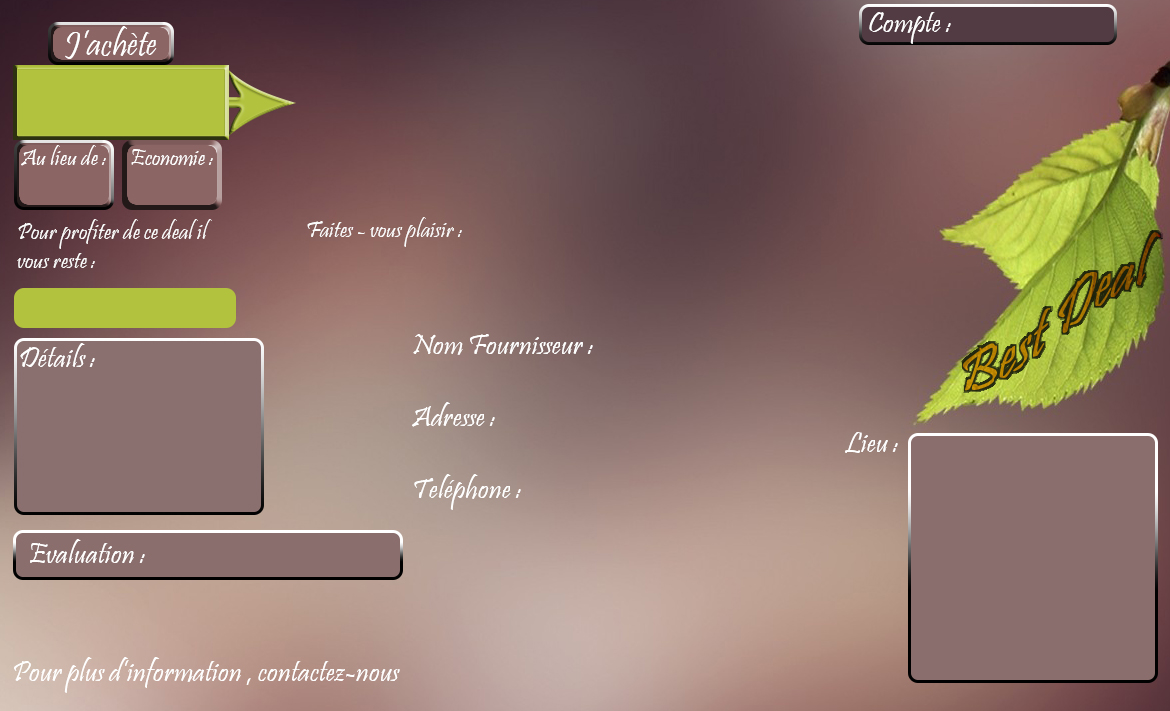 J'achète
Compte :
Au lieu de :
Economie :
Pour profiter de ce deal il
vous reste :
Faites - vous plaisir :
Best Deal
Détails :
Nom Fournisseur :
Adresse :
Teléphone :
Lieu :
Evaluation :
Pour plus d'information , contactez-nous